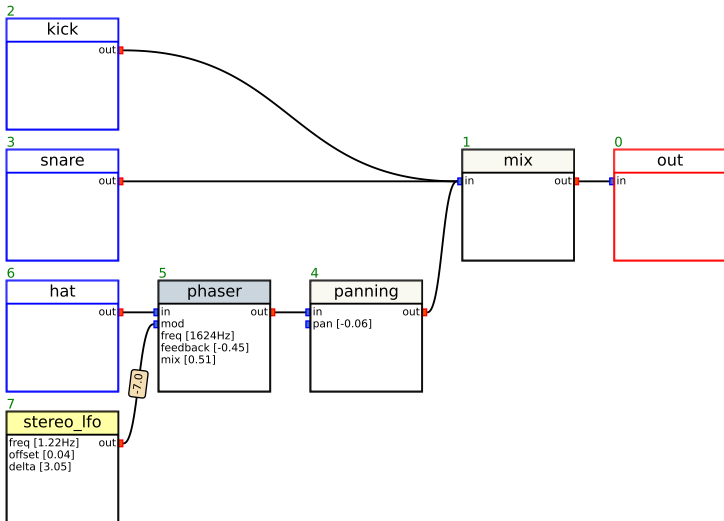 2
kick
out
3
snare
out
1
mix
in out
0
out
in
6
hat
out
5
phaser
in out
mod
freq [1624Hz]
feedback [-0.45]
mix [0.51]
4
panning
in out
pan [-0.06]
-7.0
7
stereo_lfo
freq [1.22Hz] out
offset [0.04]
delta [3.05]